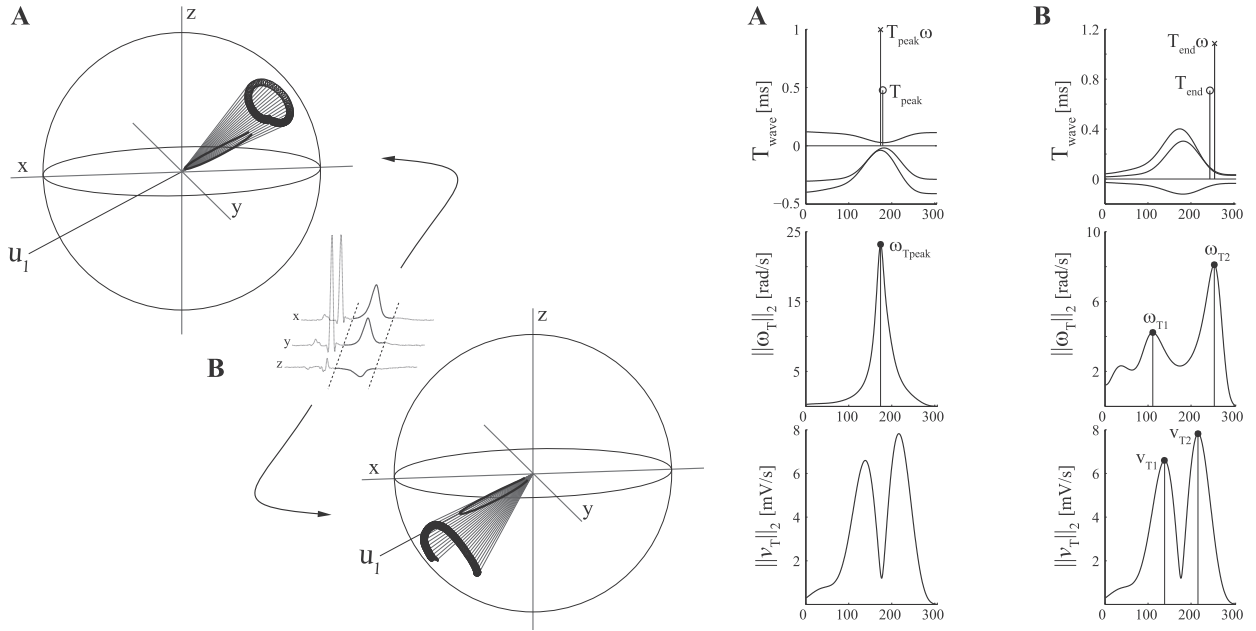 A
z
x
y
u1
x
y
z
B
z
x
y
u1
A
Twave [ms]
1
0.5
0
−0.5
Tpeakω
Tpeak
0 100 200 300
||ωT||2 [rad/s]
25
15
5
ωTpeak
0 100 200 300
||vT||2 [mV/s]
8
6
4
2
0 100 200 300
B
Twave [ms]
1.2
0.8
0.4
0
Tendω
Tend
0 100 200 300
||ωT||2 [rad/s]
10
8
6
4
2
ωT1
ωT2
0 100 200 300
||vT||2 [mV/s]
8
6
4
2
vT1
vT2
0 100 200 300